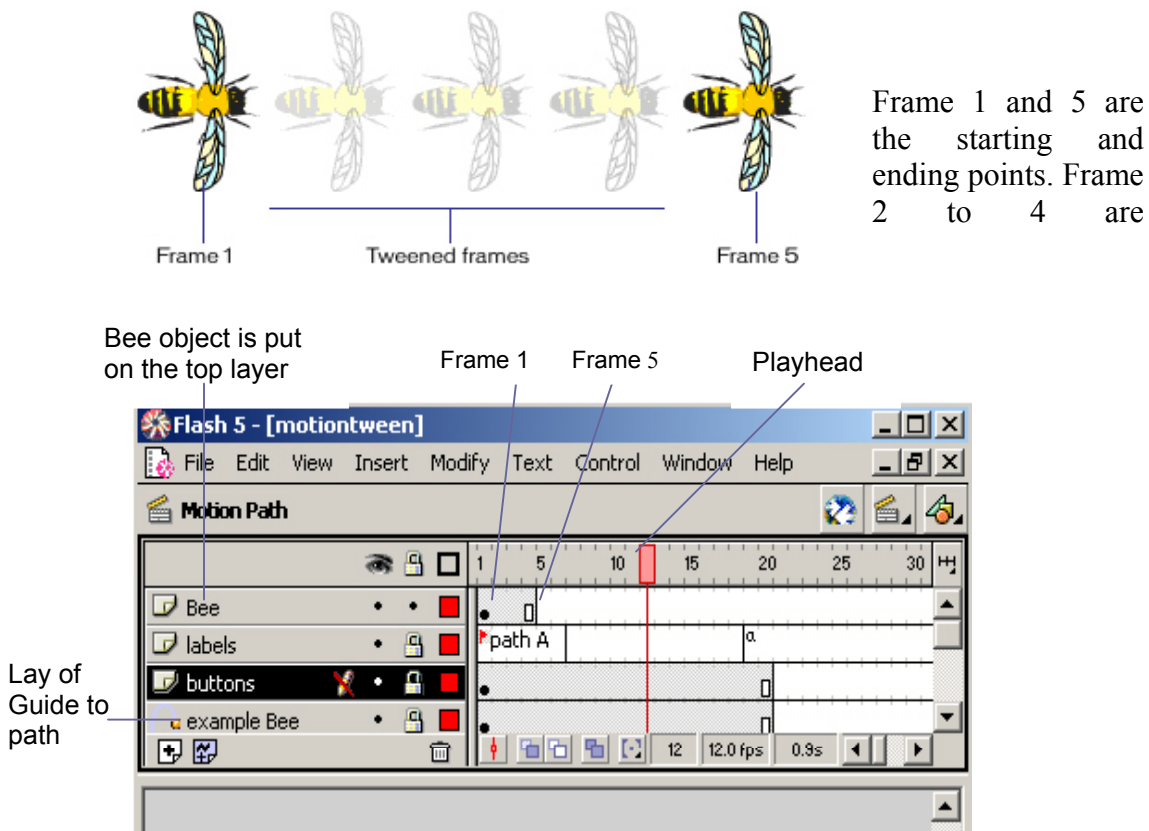 Frame 1 and 5 are
the starting and
ending points. Frame
2 to 4 are
Frame 1
Tweened frames
Frame 5
Bee object is put
on the top layer
Frame 1
Frame 5
Playhead
Flash 5 - [motiontween]
File Edit View Insert Modify Text Control Window Help
Motion Path
1 5 10 15 20 25 30
Bee
labels
path A
a
buttons
example Bee
12 12.0 fps 0.9s
Lay of
Guide to
path